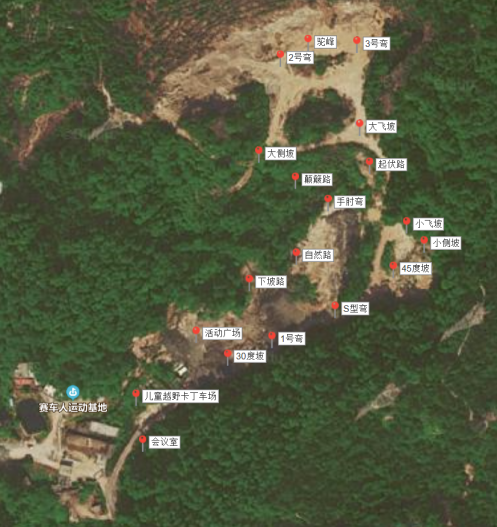 驼峰
3号弯
2号弯
大飞坡
大侧坡
起伏路
颠簸路
手肘弯
小飞坡
小侧坡
自然路
45度坡
下坡路
S型弯
活动广场
1号弯
30度坡
儿童越野卡丁车场
赛车人运动基地
会议室